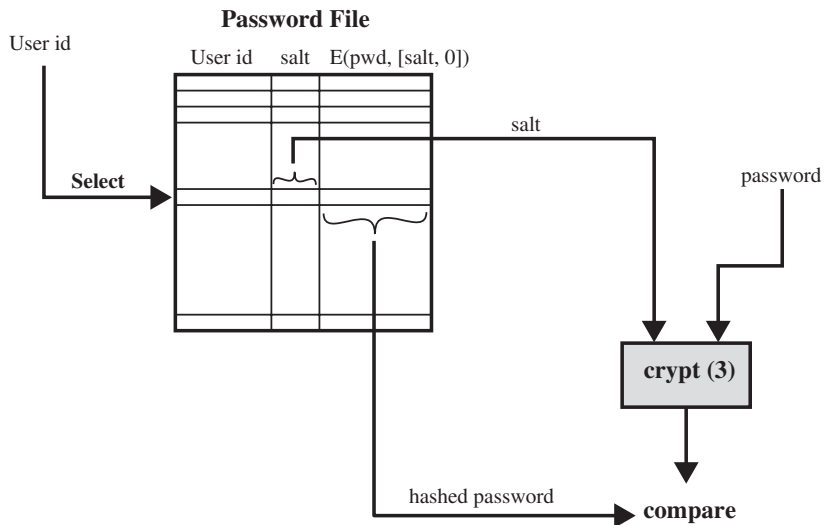 Password File
User id
User id salt E(pwd, [salt, 0])
salt
Select
password
crypt (3)
hashed password
compare